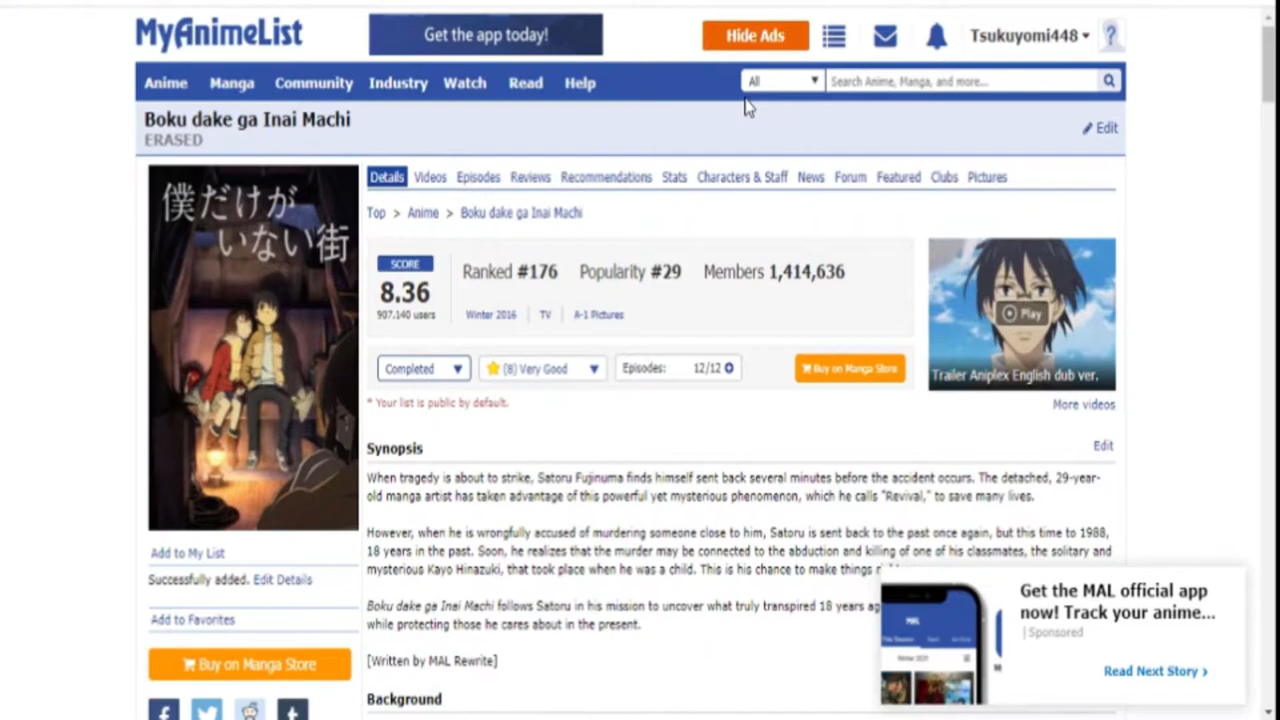 MyAnimeList
Get the app today!
Hide Ads
Tsukuyomi448
Anime Manga Community Industry Watch Read Help
All
Search Anime, Manga, and more...
Boku dake ga Inai Machi
ERASED
Edit
僕だけが
いない街
Details Videos Episodes Reviews Recommendations Stats Characters & Staff News Forum Featured Clubs Pictures
Top > Anime > Boku dake ga Inai Machi
SCORE
8.36
907,140 users
Ranked #176 Popularity #29 Members 1,414,636
Winter 2016 TV A-1 Pictures
Play
Trailer Aniplex English dub ver.
Completed
(8) Very Good
Episodes: 12/12
Buy on Manga Store
* Your list is public by default.
More videos
Synopsis
Edit
When tragedy is about to strike, Satoru Fujinuma finds himself sent back several minutes before the accident occurs. The detached, 29-year-
old manga artist has taken advantage of this powerful yet mysterious phenomenon, which he calls "Revival," to save many lives.
However, when he is wrongfully accused of murdering someone close to him, Satoru is sent back to the past once again, but this time to 1988,
18 years in the past. Soon, he realizes that the murder may be connected to the abduction and killing of one of his classmates, the solitary and
mysterious Kayo Hinazuki, that took place when he was a child. This is his chance to make things
Boku dake ga Inai Machi follows Satoru in his mission to uncover what truly transpired 18 years
while protecting those he cares about in the present.
[Written by MAL Rewrite]
Background
Add to My List
Successfully added. Edit Details
Add to Favorites
Buy on Manga Store
MAL
Get the MAL official app
now! Track your anime...
| Sponsored
Read Next Story ›